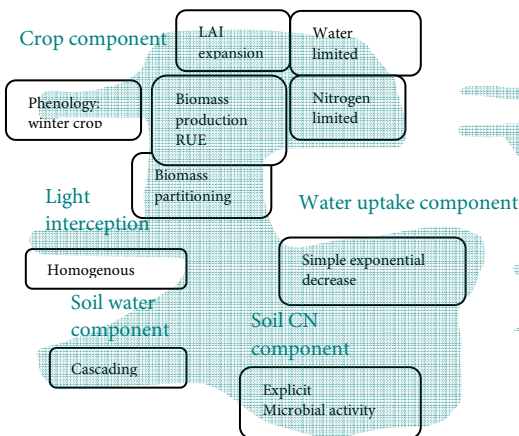 Crop component
LAI
expansion
Water
limited
Phenology:
winter crop
Biomass
production
RUE
Nitrogen
limited
Biomass
partitioning
Light
interception
Water uptake component
Homogenous
Simple exponential
decrease
Soil water
component
Soil CN
component
Cascading
Explicit
Microbial activity